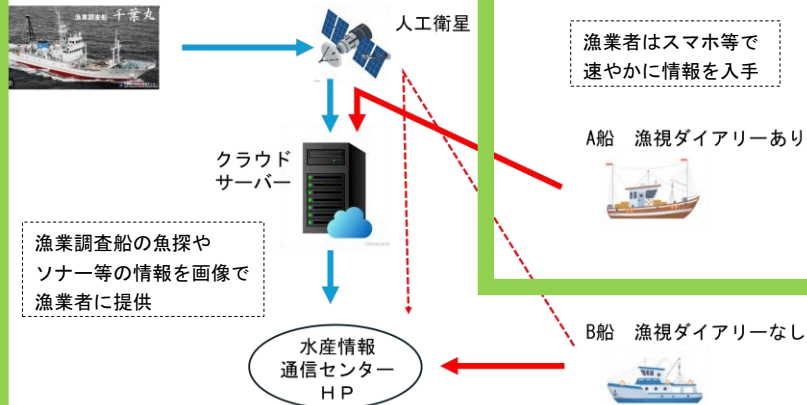 漁業調査船 千葉丸
人工衛星
漁業者はスマホ等で
速やかに情報を入手
A船 漁視ダイアリーあり
クラウド
サーバー
漁業調査船の魚探や
ソナー等の情報を画像で
漁業者に提供
B船 漁視ダイアリーなし
水産情報
通信センター
ＨＰ